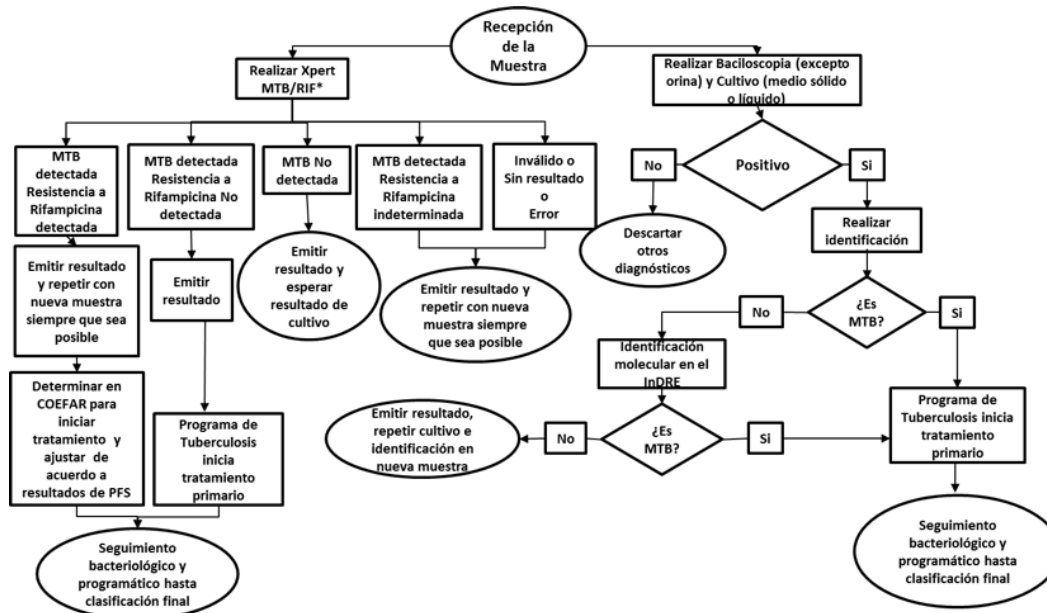 Recepción
de la
Muestra
Realizar Xpert
MTB/RIF*
Realizar Baciloscopia (excepto
orina) y Cultivo (medio sólido
o líquido)
MTB
detectada
Resistencia a
Rifampicina
detectada
MTB detectada
Resistencia a
Rifampicina No
detectada
MTB No
detectada
MTB detectada
Resistencia a
Rifampicina
indeterminada
Inválido o
Sin resultado
o
Error
No
Positivo
Si
Emitir resultado
y repetir con
nueva muestra
siempre que sea
posible
Emitir
resultado
Emitir
resultado y
esperar
resultado de
cultivo
Emitir resultado y
repetir con nueva
muestra siempre
que sea posible
Descartar
otros
diagnósticos
Realizar
identificación
No
¿Es
MTB?
Si
Identificación
molecular en el
InDRE
Determinar en
COEFAR para
iniciar
tratamiento y
ajustar de
acuerdo a
resultados de PFS
Programa de
Tuberculosis
inicia
tratamiento
primario
Emitir resultado,
repetir cultivo e
identificación en
nueva muestra
No
¿Es
MTB?
Si
Programa de
Tuberculosis inicia
tratamiento
primario
Seguimiento
bacteriológico y
programático hasta
clasificación final
Seguimiento
bacteriológico y
programático hasta
clasificación final